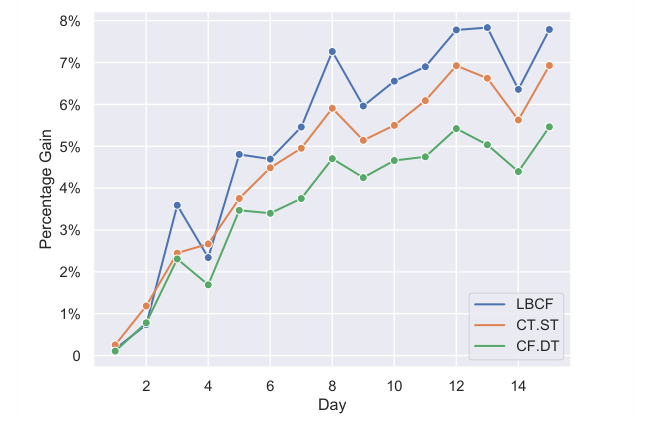 8%
7%
6%
5%
4%
3%
2%
1%
0
Percentage Gain
2 4 6 8 10 12 14
Day
LBCF
CT.ST
CF.DT